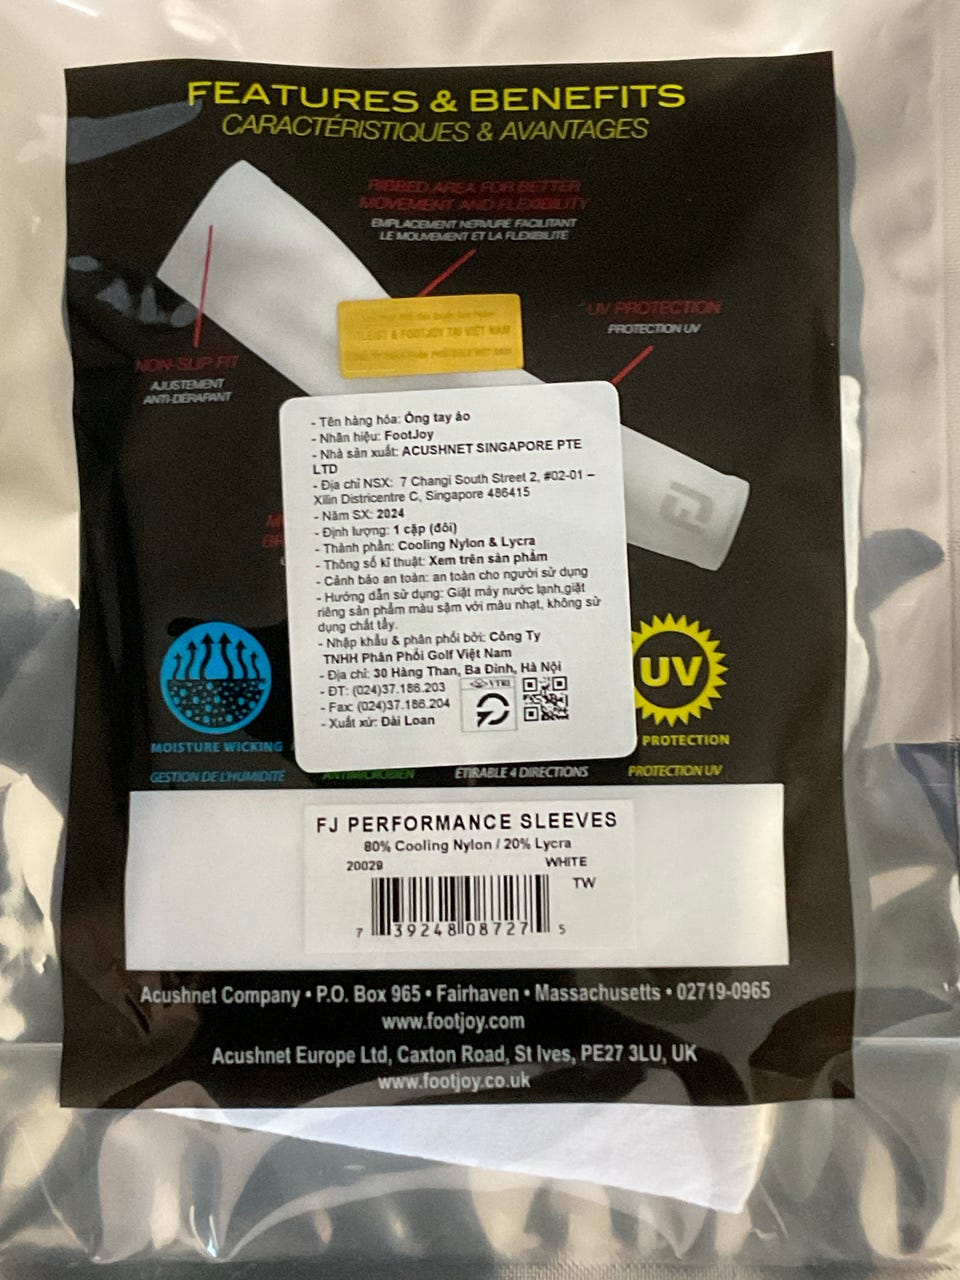 FEATURES & BENEFITS
CARACTÉRISTIQUES & AVANTAGES
RIBBED AREA FOR BETTER
MOVEMENT AND FLEXIBILITY
EMPLACEMENT NERVURÉ FACILITANT
LE MOUVEMENT ET LA FLEXIBILITÉ
UV PROTECTION
PROTECTION UV
& FOOTJOY TẠI VIỆT NAM
NON-SLIP FIT
AJUSTEMENT
ANTI-DÉRAPANT
- Tên hàng hóa: Ống tay áo
- Nhãn hiệu: FootJoy
- Nhà sản xuất: ACUSHNET SINGAPORE PTE
LTD
- Địa chỉ NSX: 7 Changi South Street 2, #02-01 –
Xilin Districentre C, Singapore 486415
- Năm SX: 2024
- Định lượng: 1 cặp (đôi)
- Thành phần: Cooling Nylon & Lycra
- Thông số kĩ thuật: Xem trên sản phẩm
- Cảnh báo an toàn: an toàn cho người sử dụng
- Hướng dẫn sử dụng: Giặt máy nước lạnh,giặt
riêng sản phẩm màu sậm với màu nhạt, không sử
dụng chất tẩy.
- Nhập khẩu & phân phối bởi: Công Ty
TNHH Phân Phối Golf Việt Nam
- Địa chỉ: 30 Hàng Than, Ba Đình, Hà Nội
- ĐT: (024)37.186.203
- Fax: (024)37.186.204
- Xuất xứ: Đài Loan
UV
MOISTURE WICKING
PROTECTION
GESTION DE L'HUMIDITÉ
ANTIMICROBIEN
ÉTIRABLE 4 DIRECTIONS
PROTECTION UV
FJ PERFORMANCE SLEEVES
80% Cooling Nylon / 20% Lycra
20029 WHITE
TW
7 39248 08727 5
Acushnet Company • P.O. Box 965 • Fairhaven • Massachusetts • 02719-0965
www.footjoy.com
Acushnet Europe Ltd, Caxton Road, St Ives, PE27 3LU, UK
www.footjoy.co.uk